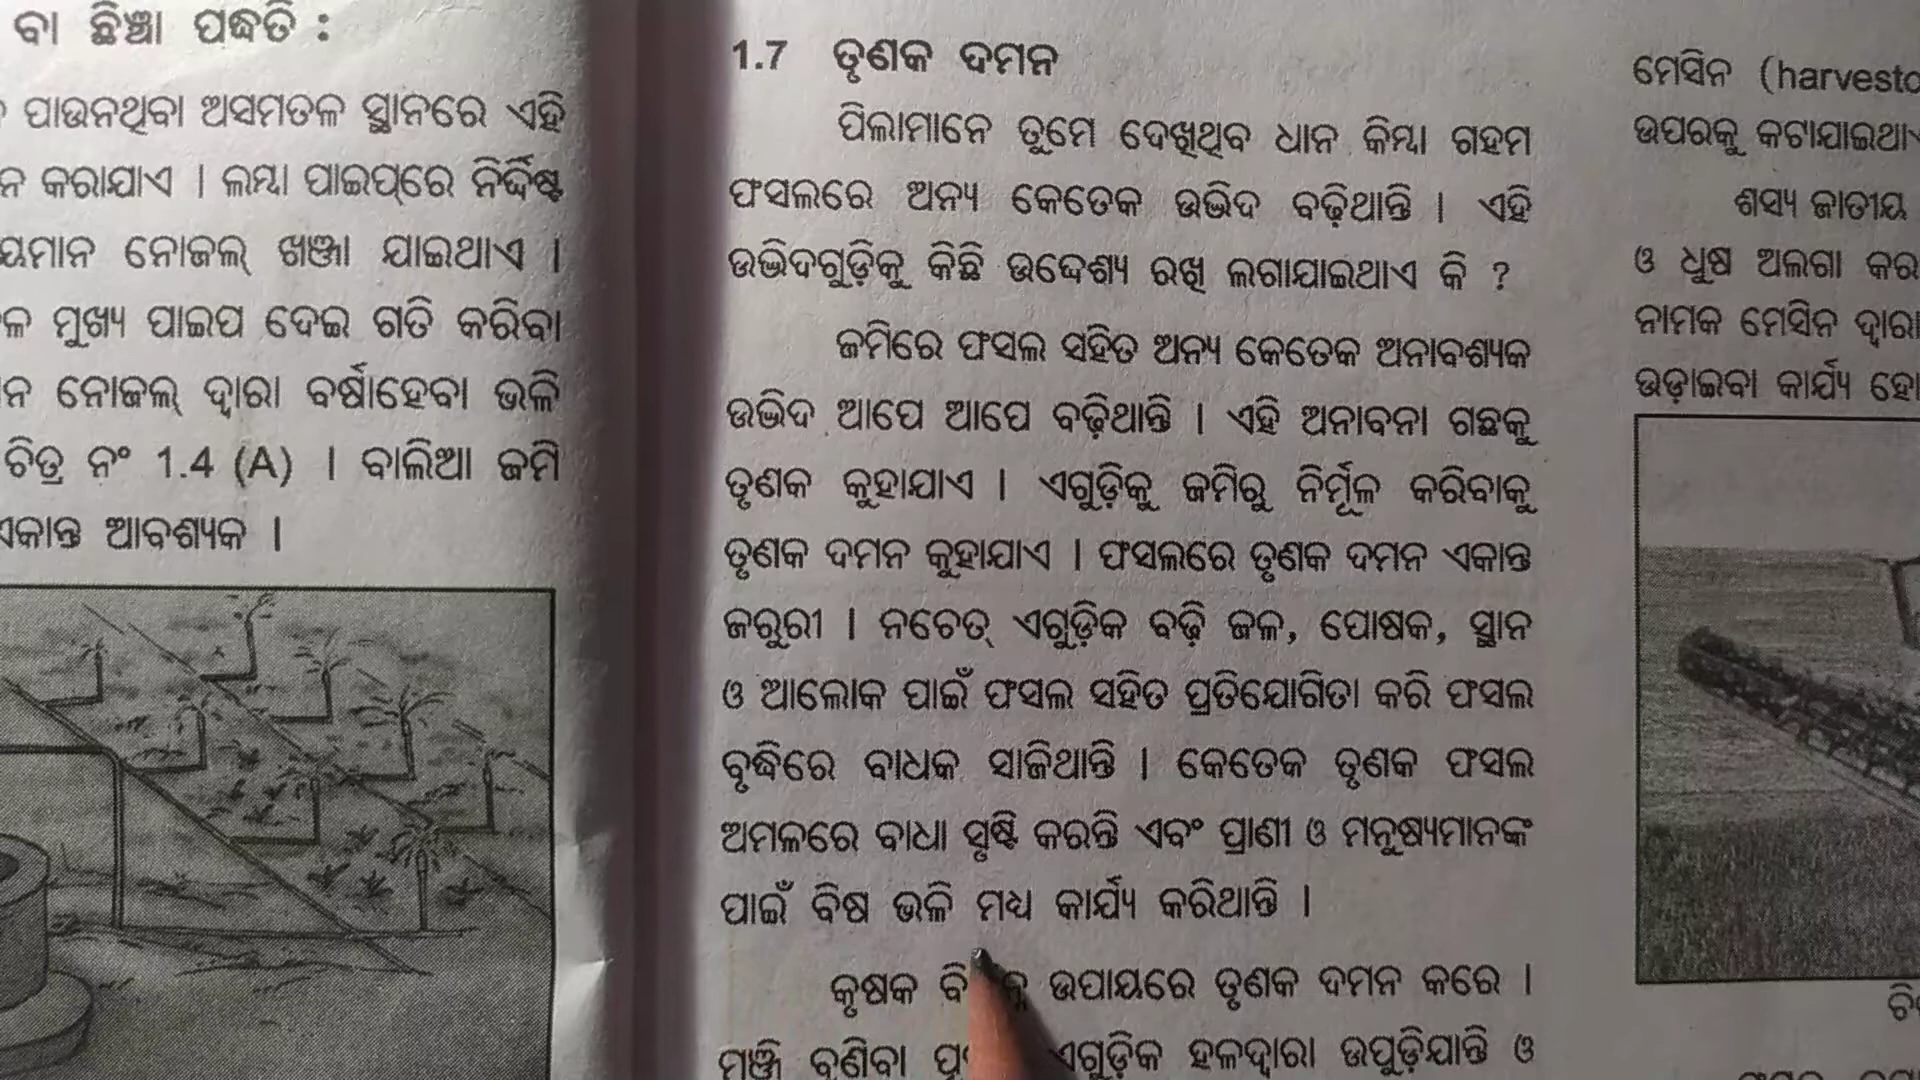 ବା ଛିଞ୍ଚା ପଦ୍ଧତି :
ପାଉନଥିବା ଅସମତଳ ସ୍ଥାନରେ ଏହି
କରାଯାଏ । ଲମ୍ବା ପାଇପ୍‌ରେ ନିର୍ଦ୍ଦିଷ୍ଟ
ନୋଜଲ୍ ଖଞ୍ଜା ଯାଇଥାଏ ।
ମୁଖ୍ୟ ପାଇପ ଦେଇ ଗତି କରିବା
ନୋଜଲ୍ ଦ୍ୱାରା ବର୍ଷାହେବା ଭଳି
ଚିତ୍ର ନଂ 1.4 (A) । ବାଲିଆ ଜମି
ଏକାନ୍ତ ଆବଶ୍ୟକ ।
1.7 ତୃଣକ ଦମନ
ପିଲାମାନେ ତୁମେ ଦେଖିଥିବ ଧାନ କିମ୍ବା ଗହମ
ଫସଲରେ ଅନ୍ୟ କେତେକ ଉଦ୍ଭିଦ ବଢ଼ିଥାନ୍ତି । ଏହି
ଉଦ୍ଭିଦଗୁଡ଼ିକୁ କିଛି ଉଦ୍ଦେଶ୍ୟ ରଖି ଲଗାଯାଇଥାଏ କି ?
ଜମିରେ ଫସଲ ସହିତ ଅନ୍ୟ କେତେକ ଅନାବଶ୍ୟକ
ଉଦ୍ଭିଦ ଆପେ ଆପେ ବଢ଼ିଥାନ୍ତି । ଏହି ଅନାବନା ଗଛକୁ
ତୃଣକ କୁହାଯାଏ । ଏଗୁଡ଼ିକୁ ଜମିରୁ ନିର୍ମୂଳ କରିବାକୁ
ତୃଣକ ଦମନ କୁହାଯାଏ । ଫସଲରେ ତୃଣକ ଦମନ ଏକାନ୍ତ
ଜରୁରୀ । ନଚେତ୍ ଏଗୁଡ଼ିକ ବଢ଼ି ଜଳ, ପୋଷକ, ସ୍ଥାନ
ଓ ଆଲୋକ ପାଇଁ ଫସଲ ସହିତ ପ୍ରତିଯୋଗିତା କରି ଫସଲ
ବୃଦ୍ଧିରେ ବାଧକ ସାଜିଥାନ୍ତି । କେତେକ ତୃଣକ ଫସଲ
ଅମଳରେ ବାଧା ସୃଷ୍ଟି କରନ୍ତି ଏବଂ ପ୍ରାଣୀ ଓ ମନୁଷ୍ୟମାନଙ୍କ
ପାଇଁ ବିଷ ଭଳି ମଧ୍ୟ କାର୍ଯ୍ୟ କରିଥାନ୍ତି ।
କୃଷକ ଉପାୟରେ ତୃଣକ ଦମନ କରେ ।
ମଞ୍ଜି ବୁଣିବା ଏଗୁଡ଼ିକ ହଳଦ୍ୱାରା ଉପୁଡ଼ିଯାନ୍ତି ଓ
ମେସିନ (harvesto
ଉପରକୁ କଟାଯାଇଥାଏ
ଶସ୍ୟ ଜାତୀୟ
ଓ ଧୁଷ ଅଲଗା କର
ନାମକ ମେସିନ ଦ୍ୱାରା
ଉଡ଼ାଇବା କାର୍ଯ୍ୟ ହୋ